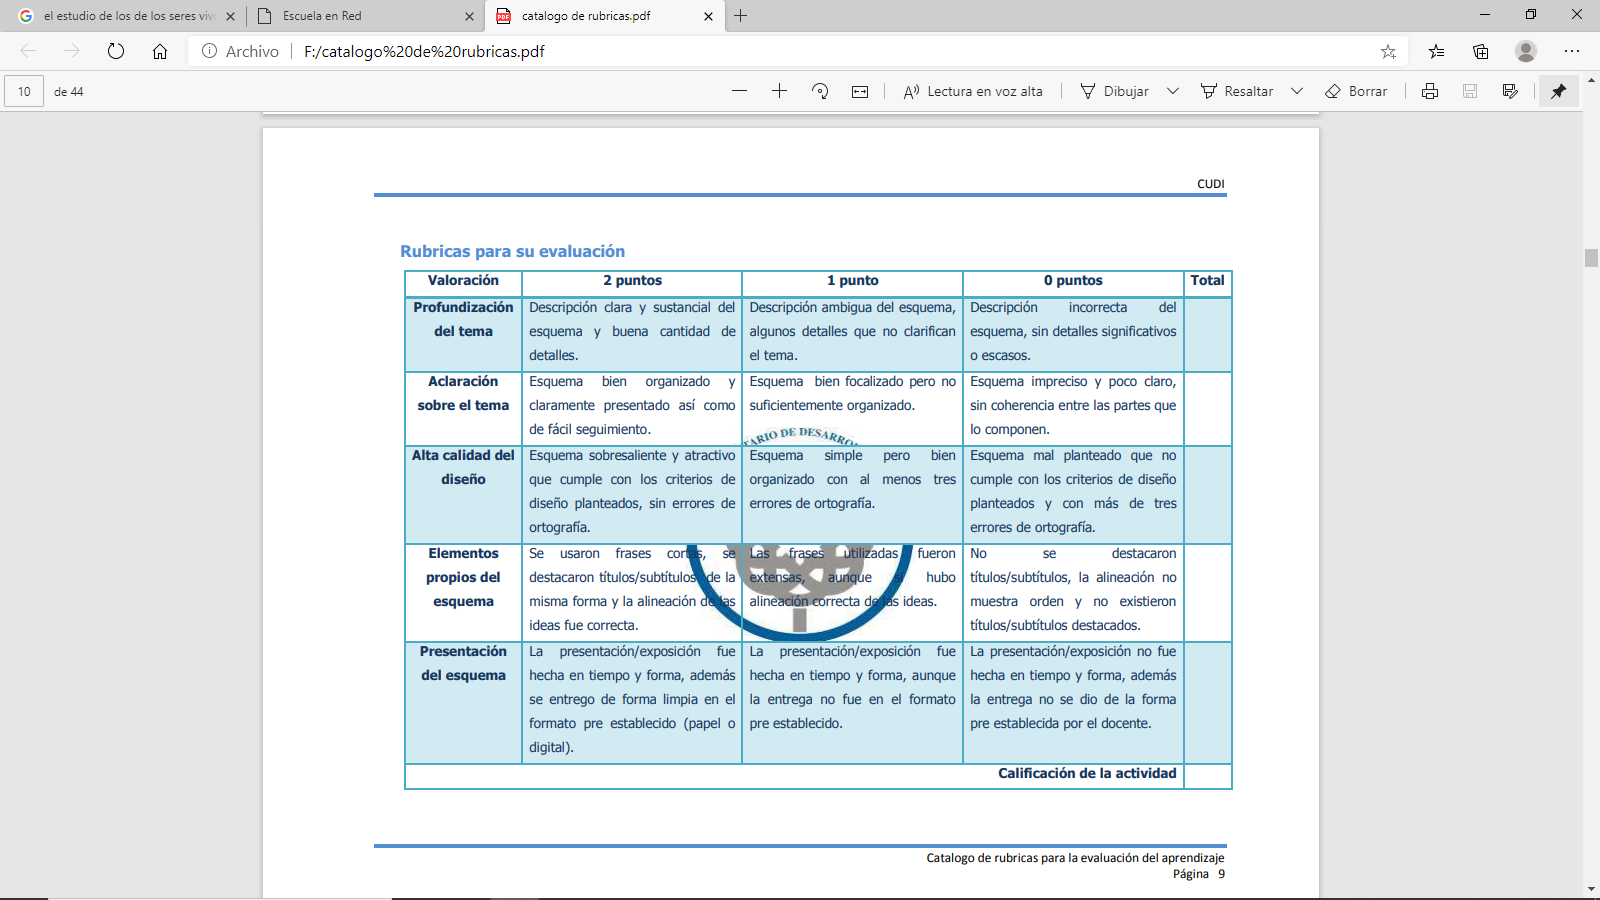 el estudio de los de los seres viv
Escuela en Red
catalogo de rubricas.pdf
Archivo
F:/catalogo%20de%20rubricas.pdf
10
de 44
Lectura en voz alta
Dibujar
Resaltar
Borrar
CUDI
Rubricas para su evaluación
Valoración 2 puntos 1 punto 0 puntos Total
Profundización
del tema
Descripción clara y sustancial del
esquema y buena cantidad de
detalles.
Descripción ambigua del esquema,
algunos detalles que no clarifican
el tema.
Descripción incorrecta del
esquema, sin detalles significativos
o escasos.
Aclaración
sobre el tema
Esquema bien organizado y
claramente presentado así como
de fácil seguimiento.
Esquema bien focalizado pero no
suficientemente organizado.
Esquema impreciso y poco claro,
sin coherencia entre las partes que
lo componen.
TARIO DE DESARRO
Alta calidad del
diseño
Esquema sobresaliente y atractivo
que cumple con los criterios de
diseño planteados, sin errores de
ortografía.
Esquema simple pero bien
organizado con al menos tres
errores de ortografía.
Esquema mal planteado que no
cumple con los criterios de diseño
planteados y con más de tres
errores de ortografía.
Elementos
propios del
esquema
Se usaron frases cortas, se
destacaron títulos/subtítulos de la
misma forma y la alineación de las
ideas fue correcta.
Las frases utilizadas fueron
extensas, aunque si hubo
alineación correcta de las ideas.
No se destacaron
títulos/subtítulos, la alineación no
muestra orden y no existieron
títulos/subtítulos destacados.
Presentación
del esquema
La presentación/exposición fue
hecha en tiempo y forma, además
se entrego de forma limpia en el
formato pre establecido (papel o
digital).
La presentación/exposición fue
hecha en tiempo y forma, aunque
la entrega no fue en el formato
pre establecido.
La presentación/exposición no fue
hecha en tiempo y forma, además
la entrega no se dio de la forma
pre establecida por el docente.
Calificación de la actividad
Catalogo de rubricas para la evaluación del aprendizaje
Página 9